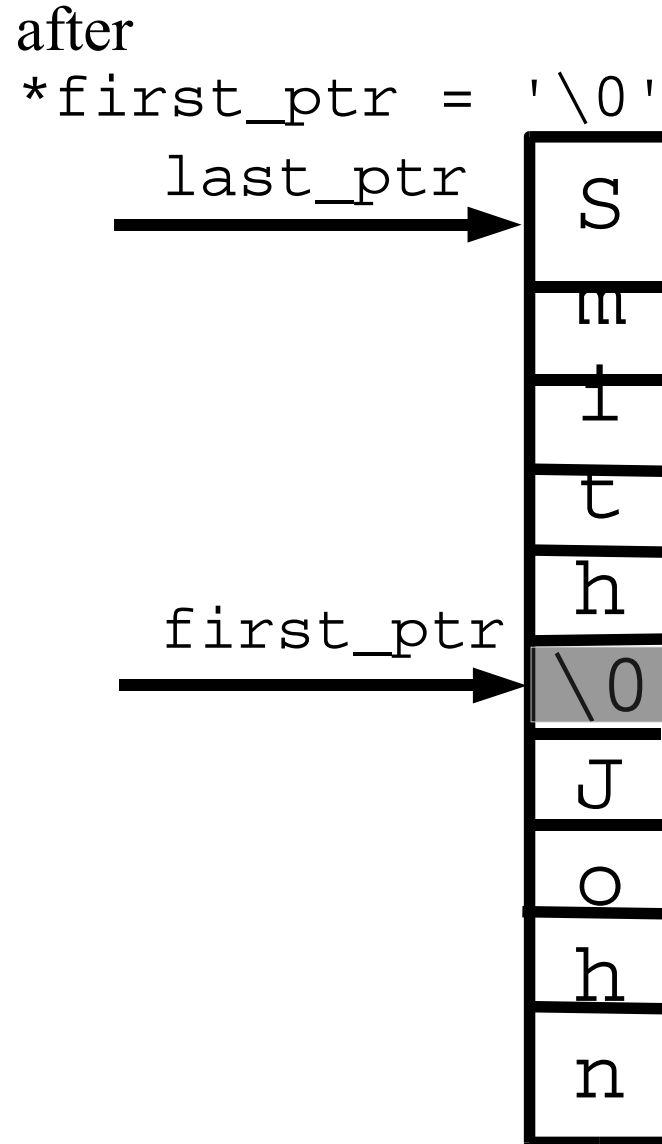 after
*first_ptr = '\0'
last_ptr
S
m
i
t
h
first_ptr
\0
J
o
h
n